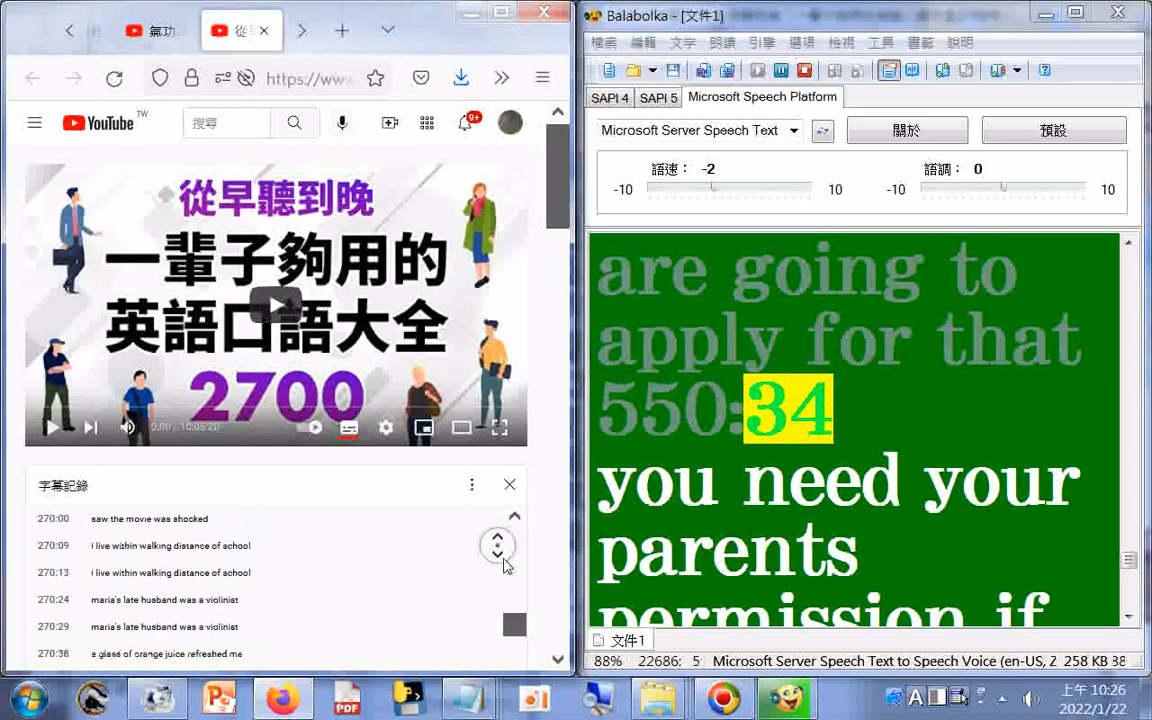 氣功
從
https://www
YouTube TW
搜尋
9+
從早聽到晚
一輩子夠用的
英語口語大全
2700
0:00 / 10:05:20
字幕記錄
270:00 saw the movie was shocked
270:09 i live within walking distance of school
270:13 i live within walking distance of school
270:24 maria's late husband was a violinist
270:29 maria's late husband was a violinist
270:38 a glass of orange juice refreshed me
Balabolka - [文件1]
檔案 編輯 文字 朗讀 引擎 選項 檢視 工具 書籤 說明
SAPI 4 SAPI 5 Microsoft Speech Platform
Microsoft Server Speech Text 關於 預設
語速： -2 語調： 0
-10 10 -10 10
are going to
apply for that
550:34
you need your
parents
permission if
文件1
88% 22686: 5 Microsoft Server Speech Text to Speech Voice (en-US, Z 258 KB 38
PDF
A
上午 10:26
2022/1/22